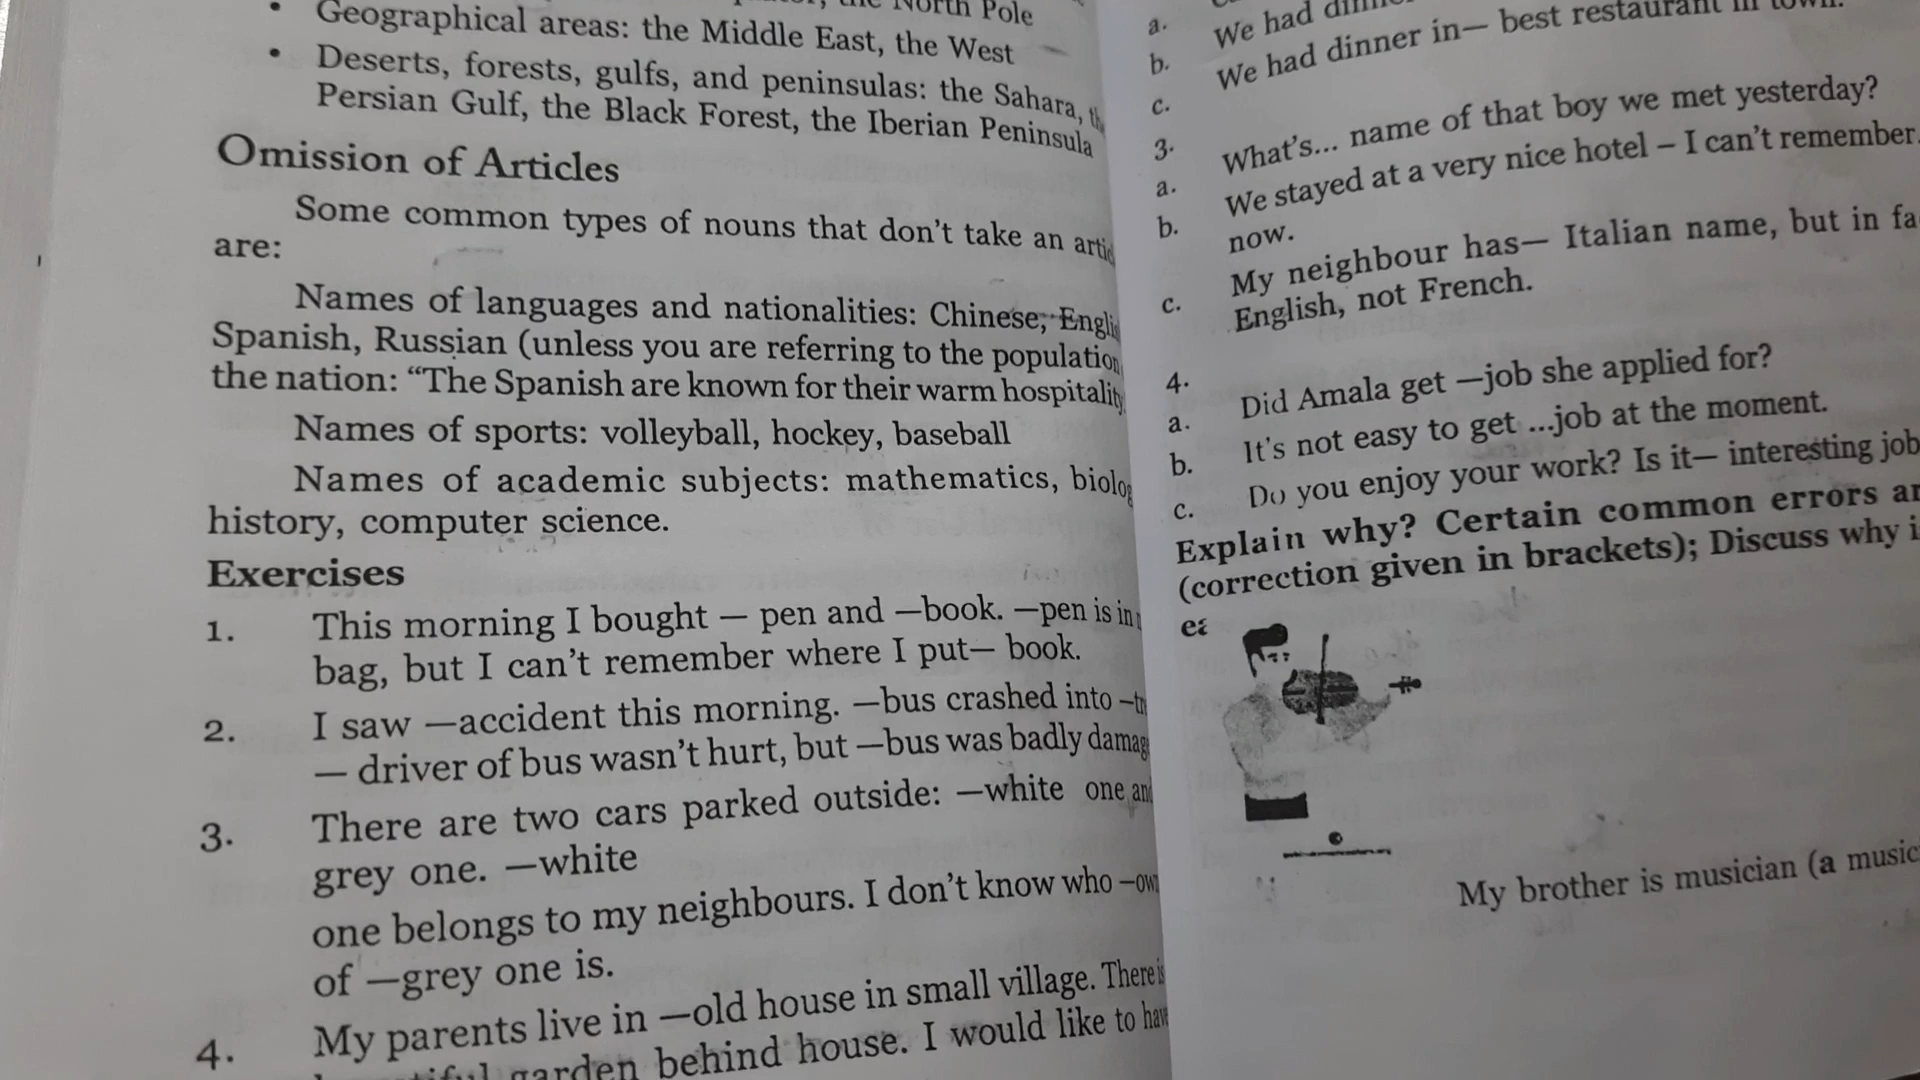 the North Pole
• Geographical areas: the Middle East, the West
• Deserts, forests, gulfs, and peninsulas: the Sahara,
Persian Gulf, the Black Forest, the Iberian Peninsula
Omission of Articles
Some common types of nouns that don't take an
are:
Names of languages and nationalities: Chinese,
Spanish, Russian (unless you are referring to the population
the nation: “The Spanish are known for their warm hospitality
Names of sports: volleyball, hockey, baseball
Names of academic subjects: mathematics,
history, computer science.
Exercises
1. This morning I bought — pen and —book. —pen is in
bag, but I can't remember where I put— book.
2. I saw —accident this morning. —bus crashed into
— driver of bus wasn't hurt, but —bus was badly
3. There are two cars parked outside: —white one
grey one. —white
one belongs to my neighbours. I don't know who
of —grey one is.
4. My parents live in —old house in small village. There
garden behind house. I would like to
a. We had
b. We had dinner in— best restaurant in town.
c.
3. What's... name of that boy we met yesterday?
a. We stayed at a very nice hotel – I can't remember
b. now.
My neighbour has— Italian name, but in
c. English, not French.
4. Did Amala get —job she applied for?
a. It's not easy to get ...job at the moment.
b. Do you enjoy your work? Is it— interesting job
c.
Explain why? Certain common errors
(correction given in brackets); Discuss why
My brother is musician (a